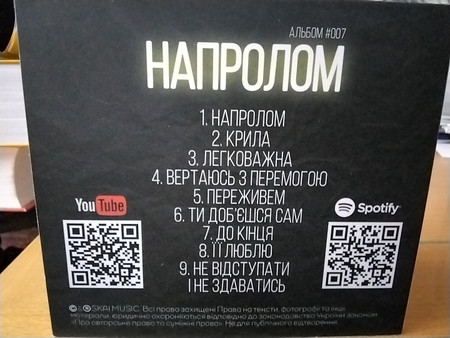 АЛЬБОМ #007
НАПРОЛОМ
1. НАПРОЛОМ
2. КРИЛА
3. ЛЕГКОВАЖНА
4. ВЕРТАЮСЬ З ПЕРЕМОГОЮ
5. ПЕРЕЖИВЕМ
6. ТИ ДОБ'ЄШСЯ САМ
7. ДО КІНЦЯ
8. ЇЇ ЛЮБЛЮ
9. НЕ ВІДСТУПАТИ
І НЕ ЗДАВАТИСЬ
YouTube
Spotify
©℗ SKAI MUSIC. Всі права захищені. Права на тексти, фотографії та інші
матеріали, юридично охороняються відповідно до законодавства України законом
«Про авторське право та суміжні права». Не для публічного відтворення.